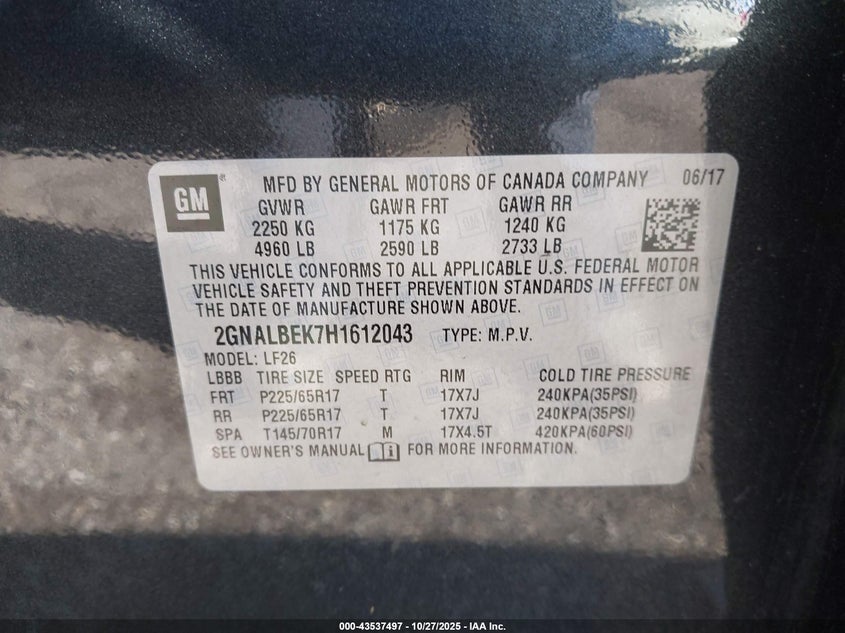 GM ® MFD BY GENERAL MOTORS OF CANADA COMPANY 06/17
GVWR GAWR FRT GAWR RR
2250 KG 1175 KG 1240 KG
4960 LB 2590 LB 2733 LB
THIS VEHICLE CONFORMS TO ALL APPLICABLE U.S. FEDERAL MOTOR
VEHICLE SAFETY AND THEFT PREVENTION STANDARDS IN EFFECT ON
THE DATE OF MANUFACTURE SHOWN ABOVE.
2GNALBEK7H1612043 TYPE: M.P.V.
MODEL: LF26
LBBB TIRE SIZE SPEED RTG RIM COLD TIRE PRESSURE
FRT P225/65R17 T 17X7J 240KPA(35PSI)
RR P225/65R17 T 17X7J 240KPA(35PSI)
SPA T145/70R17 M 17X4.5T 420KPA(60PSI)
SEE OWNER'S MANUAL FOR MORE INFORMATION.
000-43537497 - 10/27/2025 - IAA Inc.